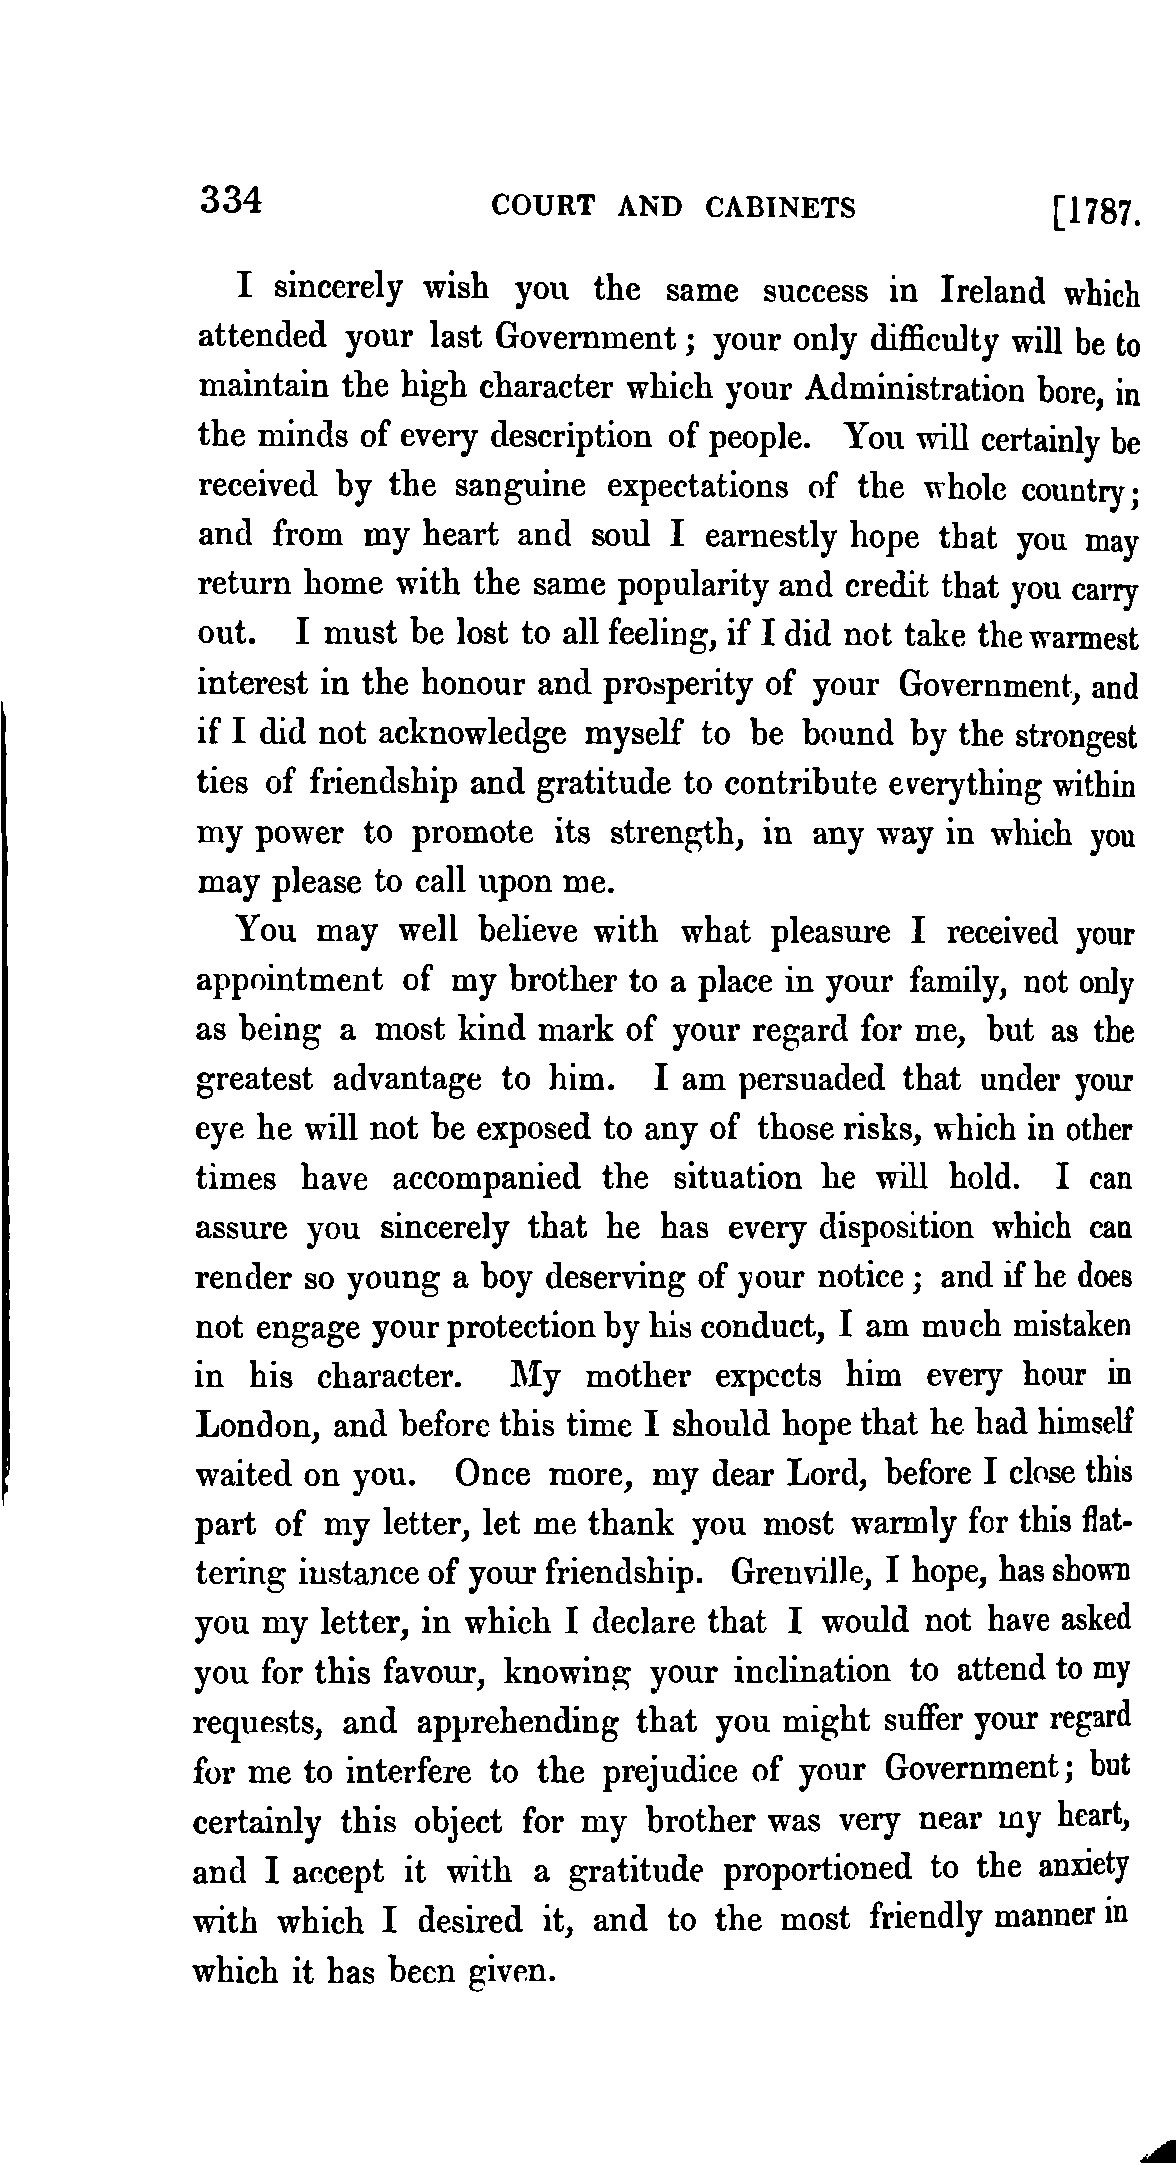 334 COURT AND CABINETS [1787.
I sincerely wish you the same success in Ireland which
attended your last Government; your only difficulty will be to
maintain the high character which your Administration bore, in
the minds of every description of people. You will certainly be
received by the sanguine expectations of the whole country;
and from my heart and soul I earnestly hope that you may
return home with the same popularity and credit that you carry
out. I must be lost to all feeling, if I did not take the warmest
interest in the honour and prosperity of your Government, and
if I did not acknowledge myself to be bound by the strongest
ties of friendship and gratitude to contribute everything within
my power to promote its strength, in any way in which you
may please to call upon me.
You may well believe with what pleasure I received your
appointment of my brother to a place in your family, not only
as being a most kind mark of your regard for me, but as the
greatest advantage to him. I am persuaded that under your
eye he will not be exposed to any of those risks, which in other
times have accompanied the situation he will hold. I can
assure you sincerely that he has every disposition which can
render so young a boy deserving of your notice; and if he does
not engage your protection by his conduct, I am much mistaken
in his character. My mother expects him every hour in
London, and before this time I should hope that he had himself
waited on you. Once more, my dear Lord, before I close this
part of my letter, let me thank you most warmly for this flat-
tering instance of your friendship. Grenville, I hope, has shown
you my letter, in which I declare that I would not have asked
you for this favour, knowing your inclination to attend to my
requests, and apprehending that you might suffer your regard
for me to interfere to the prejudice of your Government; but
certainly this object for my brother was very near my heart,
and I accept it with a gratitude proportioned to the anxiety
with which I desired it, and to the most friendly manner in
which it has been given.